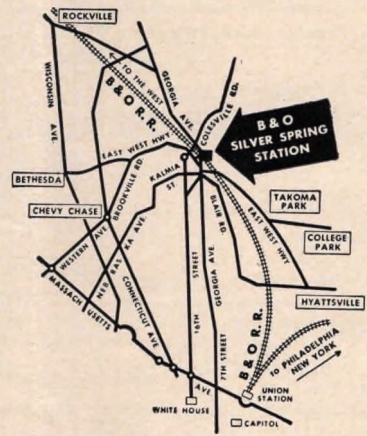 ROCKVILLE
WISCONSIN AVE.
TO THE WEST
B & O R. R.
GEORGIA AVE.
COLESVILLE RD.
B & O
SILVER SPRING
STATION
EAST WEST HWY
BETHESDA
BROOKVILLE RD.
KALMIA ST.
CHEVY CHASE
WESTERN AVE.
NEBRASKA AVE.
BLAIR RD.
EAST WEST HWY
TAKOMA
PARK
COLLEGE
PARK
HYATTSVILLE
MASSACHUSETTS AVE
CONNECTICUT AVE
16TH STREET
GEORGIA AVE.
7TH STREET
B & O R. R.
TO PHILADELPHIA
NEW YORK
UNION
STATION
WHITE HOUSE
CAPITOL